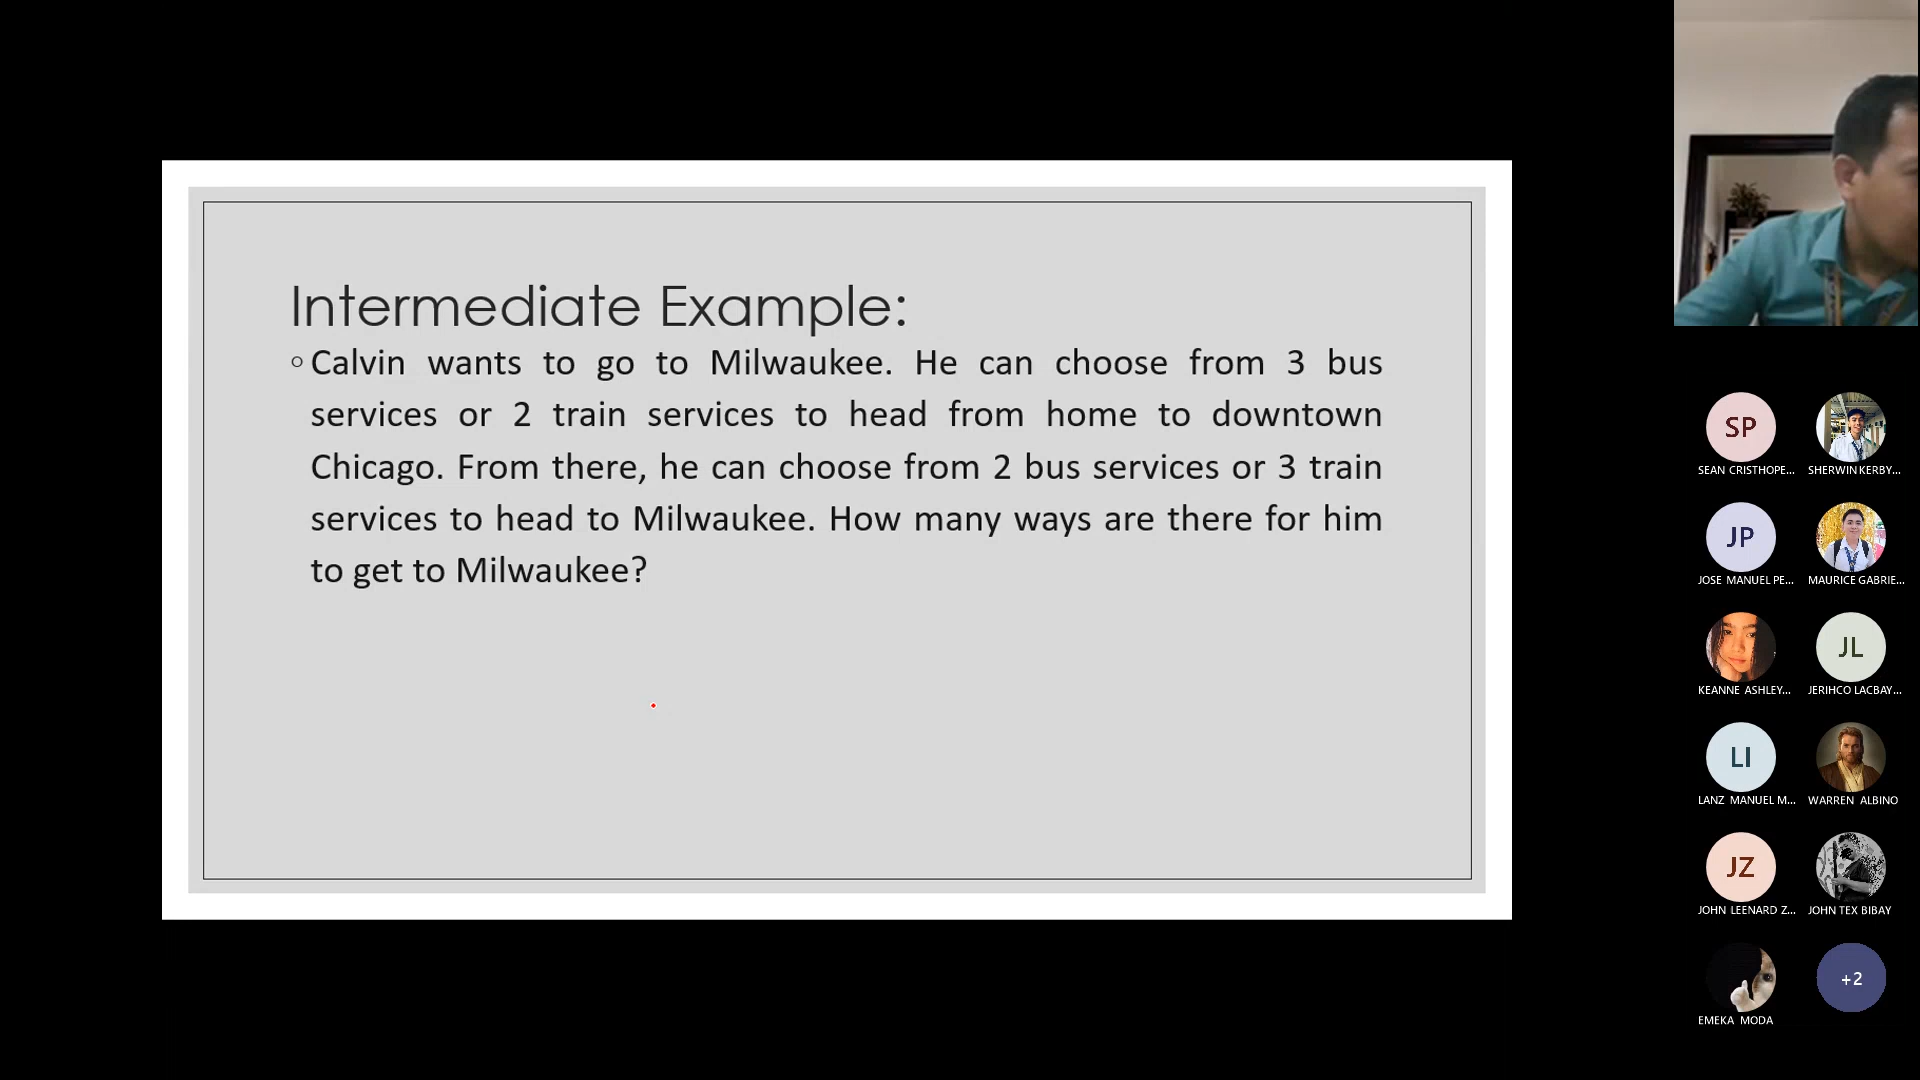 Intermediate Example:
Calvin wants to go to Milwaukee. He can choose from 3 bus
services or 2 train services to head from home to downtown
Chicago. From there, he can choose from 2 bus services or 3 train
services to head to Milwaukee. How many ways are there for him
to get to Milwaukee?
SP
SEAN CRISTHOPE...
SHERWIN KERBY...
JP
JOSE MANUEL PE...
MAURICE GABRIE...
KEANNE ASHLEY...
JL
JERIHCO LACBAY...
LI
LANZ MANUEL M...
WARREN ALBINO
JZ
JOHN LEENARD Z...
JOHN TEX BIBAY
EMEKA MODA
+2